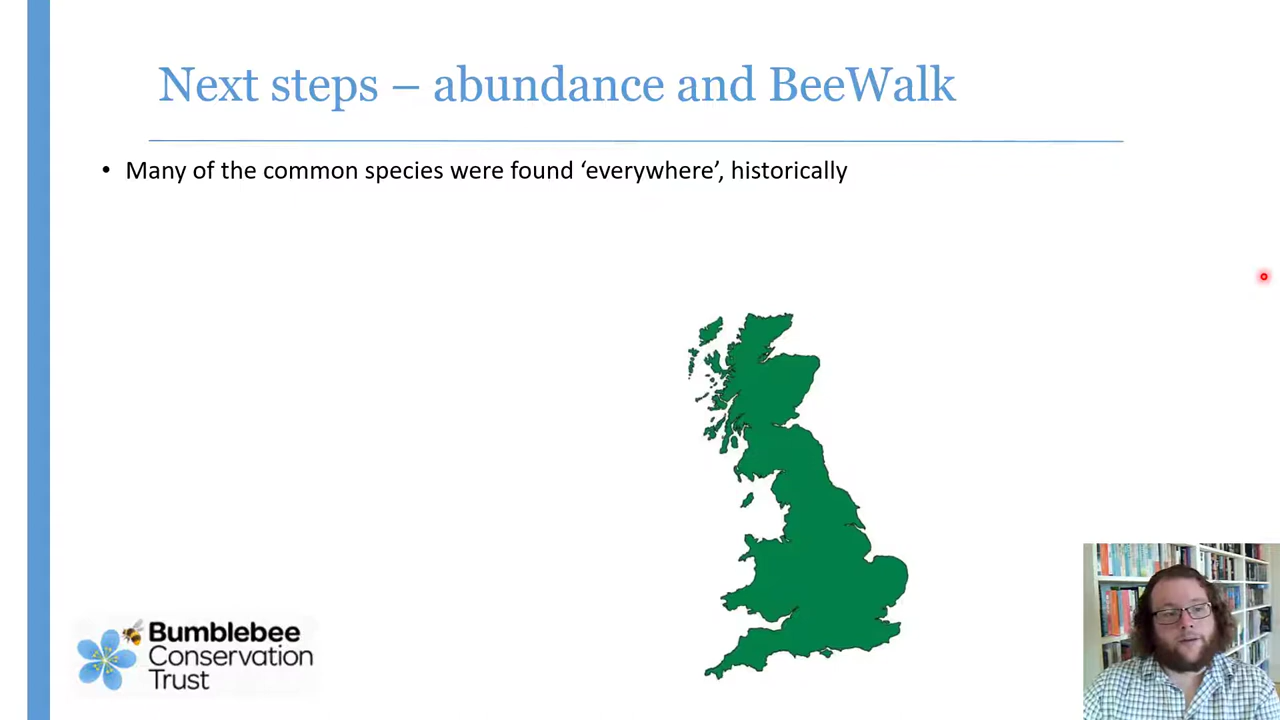 Next steps – abundance and BeeWalk
• Many of the common species were found ‘everywhere’, historically
Bumblebee
Conservation
Trust